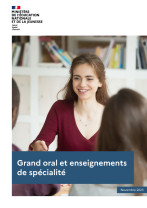 MINISTÈRE
DE L'ÉDUCATION
NATIONALE
ET DE LA JEUNESSE
Grand oral et enseignements
de spécialité